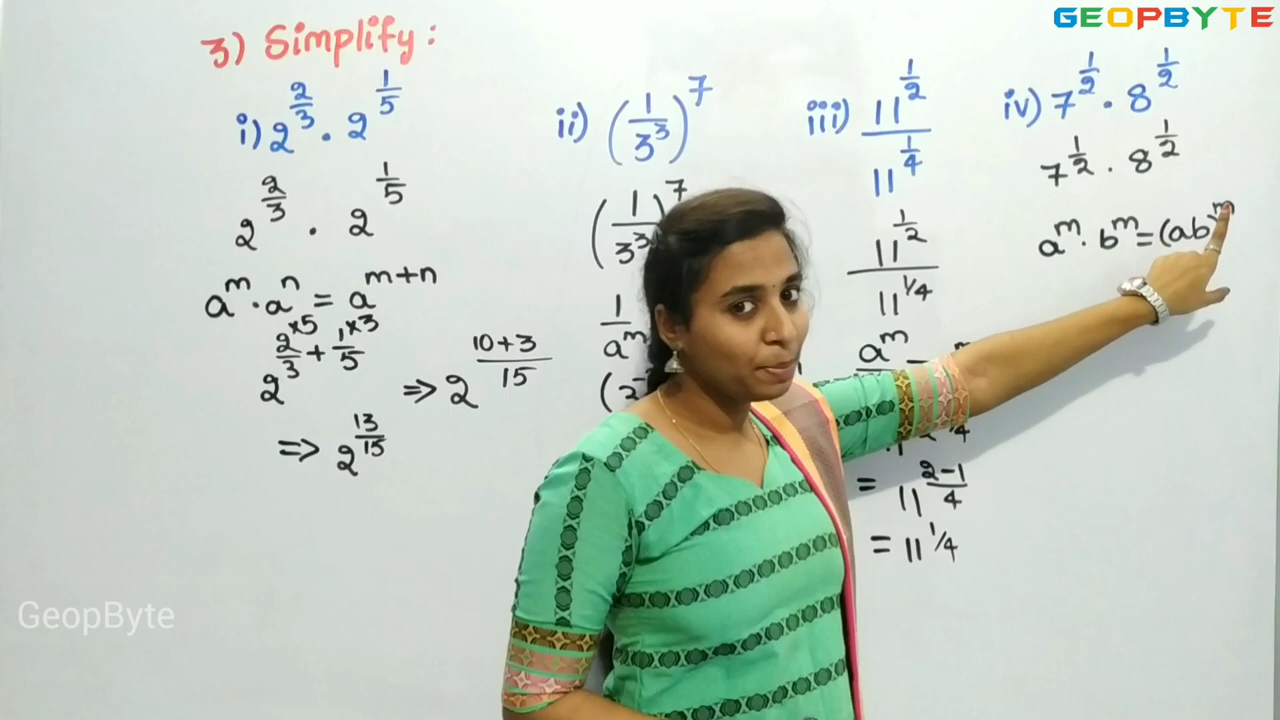 GEOPBYTE
3) Simplify:
i) 2^(2/3) · 2^(1/5)
2^(2/3) · 2^(1/5)
a^m · a^n = a^(m+n)
2^(2×5/3 + 1×3/5) ⇒ 2^((10+3)/15)
⇒ 2^(13/15)
ii) (1/3^3)^7
(1/3^3)^7
1/a^m
iii) 11^(1/2) / 11^(1/4)
11^(1/2) / 11^(1/4)
a^m
= 11^((2-1)/4)
= 11^(1/4)
iv) 7^(1/2) · 8^(1/2)
7^(1/2) · 8^(1/2)
a^m · b^m = (ab)^m
GeopByte